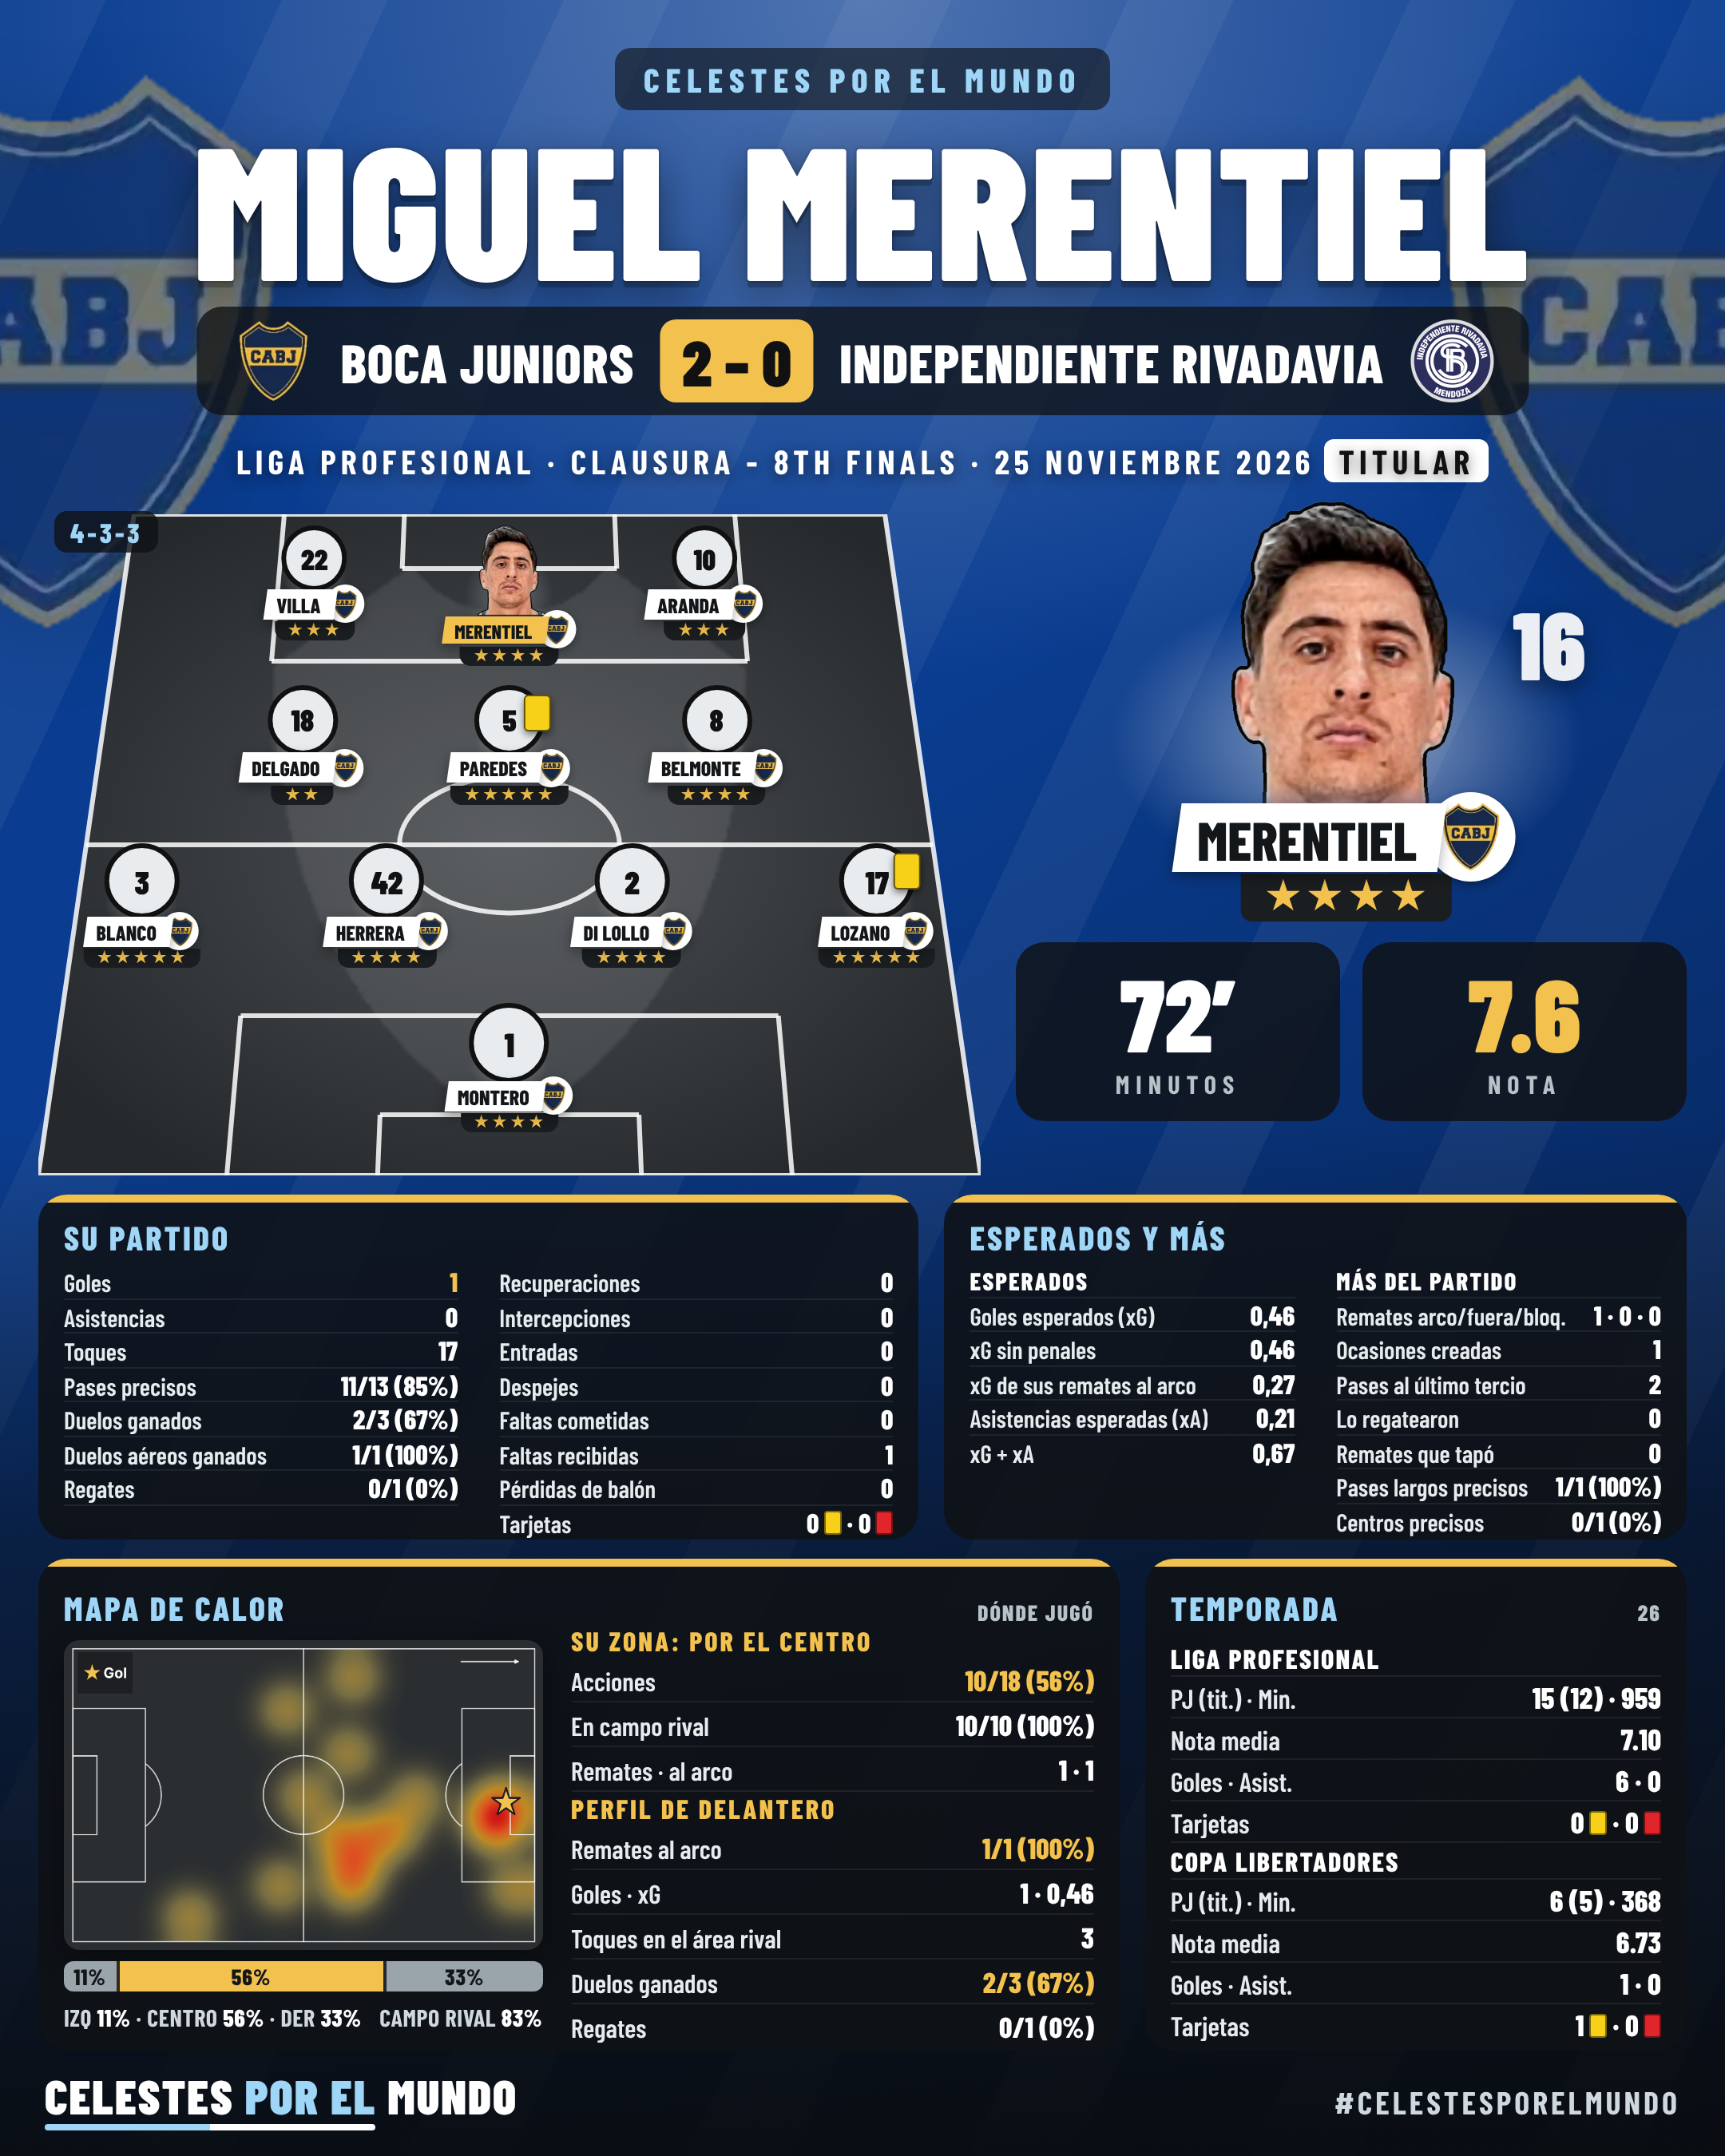 CELESTES POR EL MUNDO
MIGUEL MERENTIEL
CABJ
CABJ
CABJ BOCA JUNIORS 2 - 0 INDEPENDIENTE RIVADAVIA INDEPENDIENTE RIVADAVIA MENDOZA
LIGA PROFESIONAL · CLAUSURA - 8TH FINALS · 25 NOVIEMBRE 2026 TITULAR
4-3-3
22 10
VILLA MERENTIEL ARANDA
18 5 8
DELGADO PAREDES BELMONTE
3 42 2 17
BLANCO HERRERA DI LOLLO LOZANO
1
MONTERO
16
MERENTIEL CABJ
72’ 7.6
MINUTOS NOTA
SU PARTIDO
Goles 1
Asistencias 0
Toques 17
Pases precisos 11/13 (85%)
Duelos ganados 2/3 (67%)
Duelos aéreos ganados 1/1 (100%)
Regates 0/1 (0%)
Recuperaciones 0
Intercepciones 0
Entradas 0
Despejes 0
Faltas cometidas 0
Faltas recibidas 1
Pérdidas de balón 0
Tarjetas 0 · 0
ESPERADOS Y MÁS
ESPERADOS
Goles esperados (xG) 0,46
xG sin penales 0,46
xG de sus remates al arco 0,27
Asistencias esperadas (xA) 0,21
xG + xA 0,67
MÁS DEL PARTIDO
Remates arco/fuera/bloq. 1 · 0 · 0
Ocasiones creadas 1
Pases al último tercio 2
Lo regatearon 0
Remates que tapó 0
Pases largos precisos 1/1 (100%)
Centros precisos 0/1 (0%)
MAPA DE CALOR DÓNDE JUGÓ
Gol
11% 56% 33%
IZQ 11% · CENTRO 56% · DER 33% CAMPO RIVAL 83%
SU ZONA: POR EL CENTRO
Acciones 10/18 (56%)
En campo rival 10/10 (100%)
Remates · al arco 1 · 1
PERFIL DE DELANTERO
Remates al arco 1/1 (100%)
Goles · xG 1 · 0,46
Toques en el área rival 3
Duelos ganados 2/3 (67%)
Regates 0/1 (0%)
TEMPORADA 26
LIGA PROFESIONAL
PJ (tit.) · Min. 15 (12) · 959
Nota media 7.10
Goles · Asist. 6 · 0
Tarjetas 0 · 0
COPA LIBERTADORES
PJ (tit.) · Min. 6 (5) · 368
Nota media 6.73
Goles · Asist. 1 · 0
Tarjetas 1 · 0
CELESTES POR EL MUNDO
#CELESTESPORELMUNDO